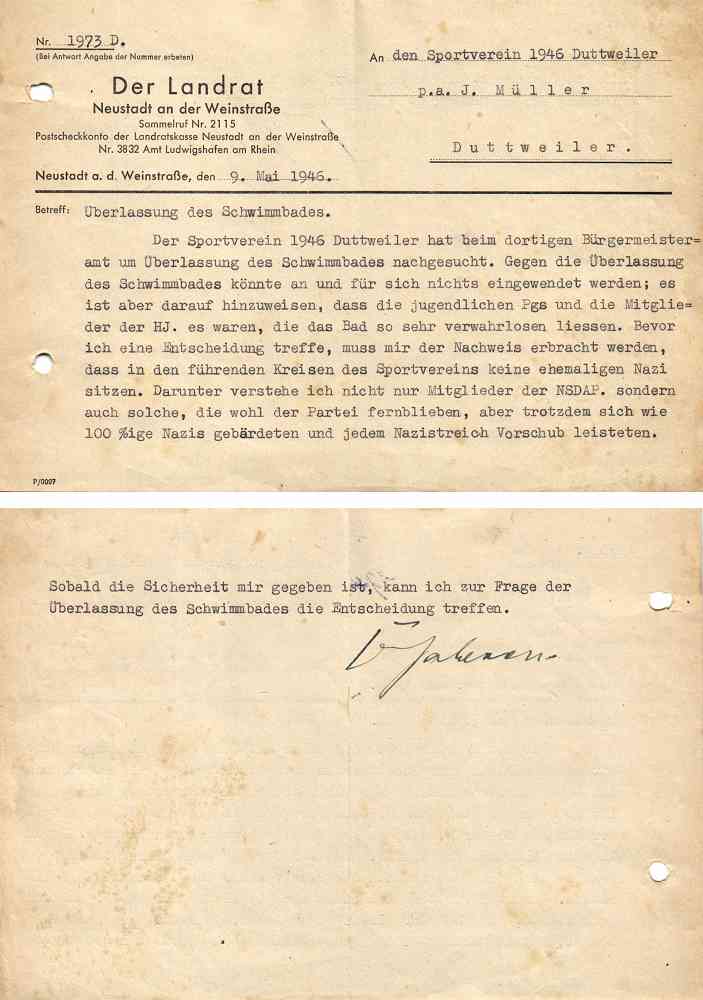 Nr. 1973 D.
(Bei Antwort Angabe der Nummer erbeten)
Der Landrat
Neustadt an der Weinstraße
Sammelruf Nr. 2115
Postscheckkonto der Landratskasse Neustadt an der Weinstraße
Nr. 3832 Amt Ludwigshafen am Rhein
Neustadt a. d. Weinstraße, den 9. Mai 1946.
An den Sportverein 1946 Duttweiler
p.a. J. Müller
Duttweiler.
Betreff: Überlassung des Schwimmbades.
Der Sportverein 1946 Duttweiler hat beim dortigen Bürgermeister=
amt um Überlassung des Schwimmbades nachgesucht. Gegen die Überlassung
des Schwimmbades könnte an und für sich nichts eingewendet werden; es
ist aber darauf hinzuweisen, dass die jugendlichen Pgs und die Mitglie=
der der HJ. es waren, die das Bad so sehr verwahrlosen liessen. Bevor
ich eine Entscheidung treffe, muss mir der Nachweis erbracht werden,
dass in den führenden Kreisen des Sportvereins keine ehemaligen Nazi
sitzen. Darunter verstehe ich nicht nur Mitglieder der NSDAP. sondern
auch solche, die wohl der Partei fernblieben, aber trotzdem sich wie
100 %ige Nazis gebärdeten und jedem Nazistreich Vorschub leisteten.
P/0007
Sobald die Sicherheit mir gegeben ist, kann ich zur Frage der
Überlassung des Schwimmbades die Entscheidung treffen.